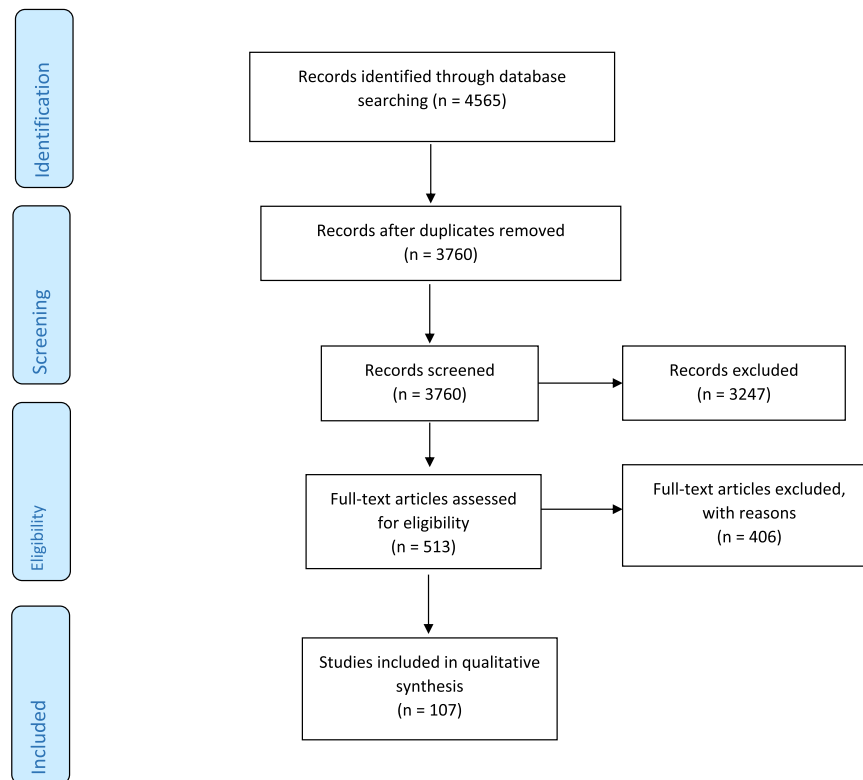 Identification
Records identified through database
searching (n = 4565)
Records after duplicates removed
(n = 3760)
Screening
Records screened
(n = 3760)
Records excluded
(n = 3247)
Eligibility
Full-text articles assessed
for eligibility
(n = 513)
Full-text articles excluded,
with reasons
(n = 406)
Included
Studies included in qualitative
synthesis
(n = 107)